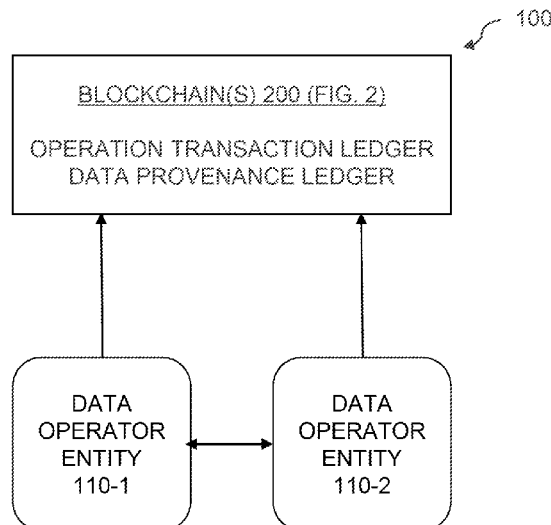 100
BLOCKCHAIN(S) 200 (FIG. 2)
OPERATION TRANSACTION LEDGER
DATA PROVENANCE LEDGER
DATA
OPERATOR
ENTITY
110-1
DATA
OPERATOR
ENTITY
110-2